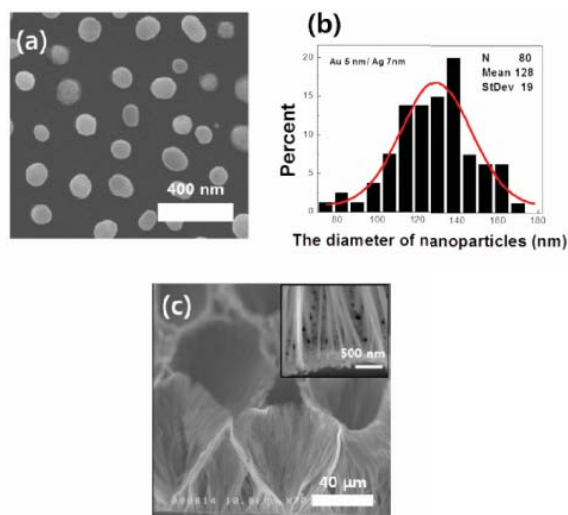 (a)
400 nm
(b)
Au 5 nm/ Ag 7nm
N 80
Mean 128
StDev 19
Percent
20
15
10
5
0
80 100 120 140 160 180
The diameter of nanoparticles (nm)
(c)
500 nm
40 μm